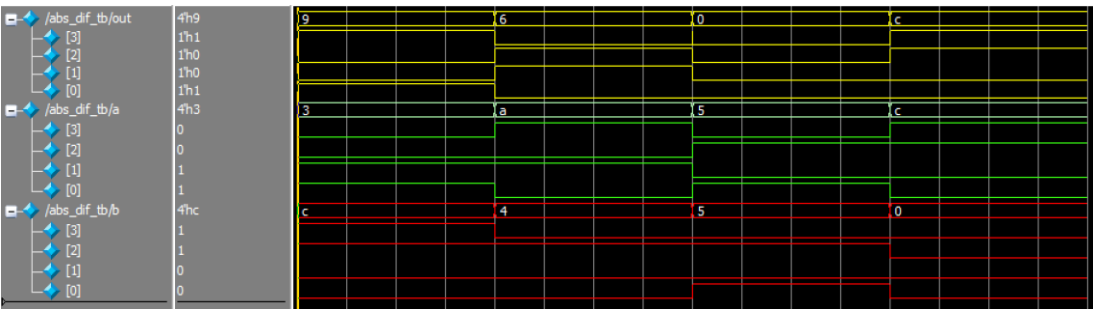 /abs_dif_tb/out 4'h9 9 6 0 c
[3] 1'h1
[2] 1'h0
[1] 1'h0
[0] 1'h1
/abs_dif_tb/a 4'h3 3 a 5 c
[3] 0
[2] 0
[1] 1
[0] 1
/abs_dif_tb/b 4'hc c 4 5 0
[3] 1
[2] 1
[1] 0
[0] 0